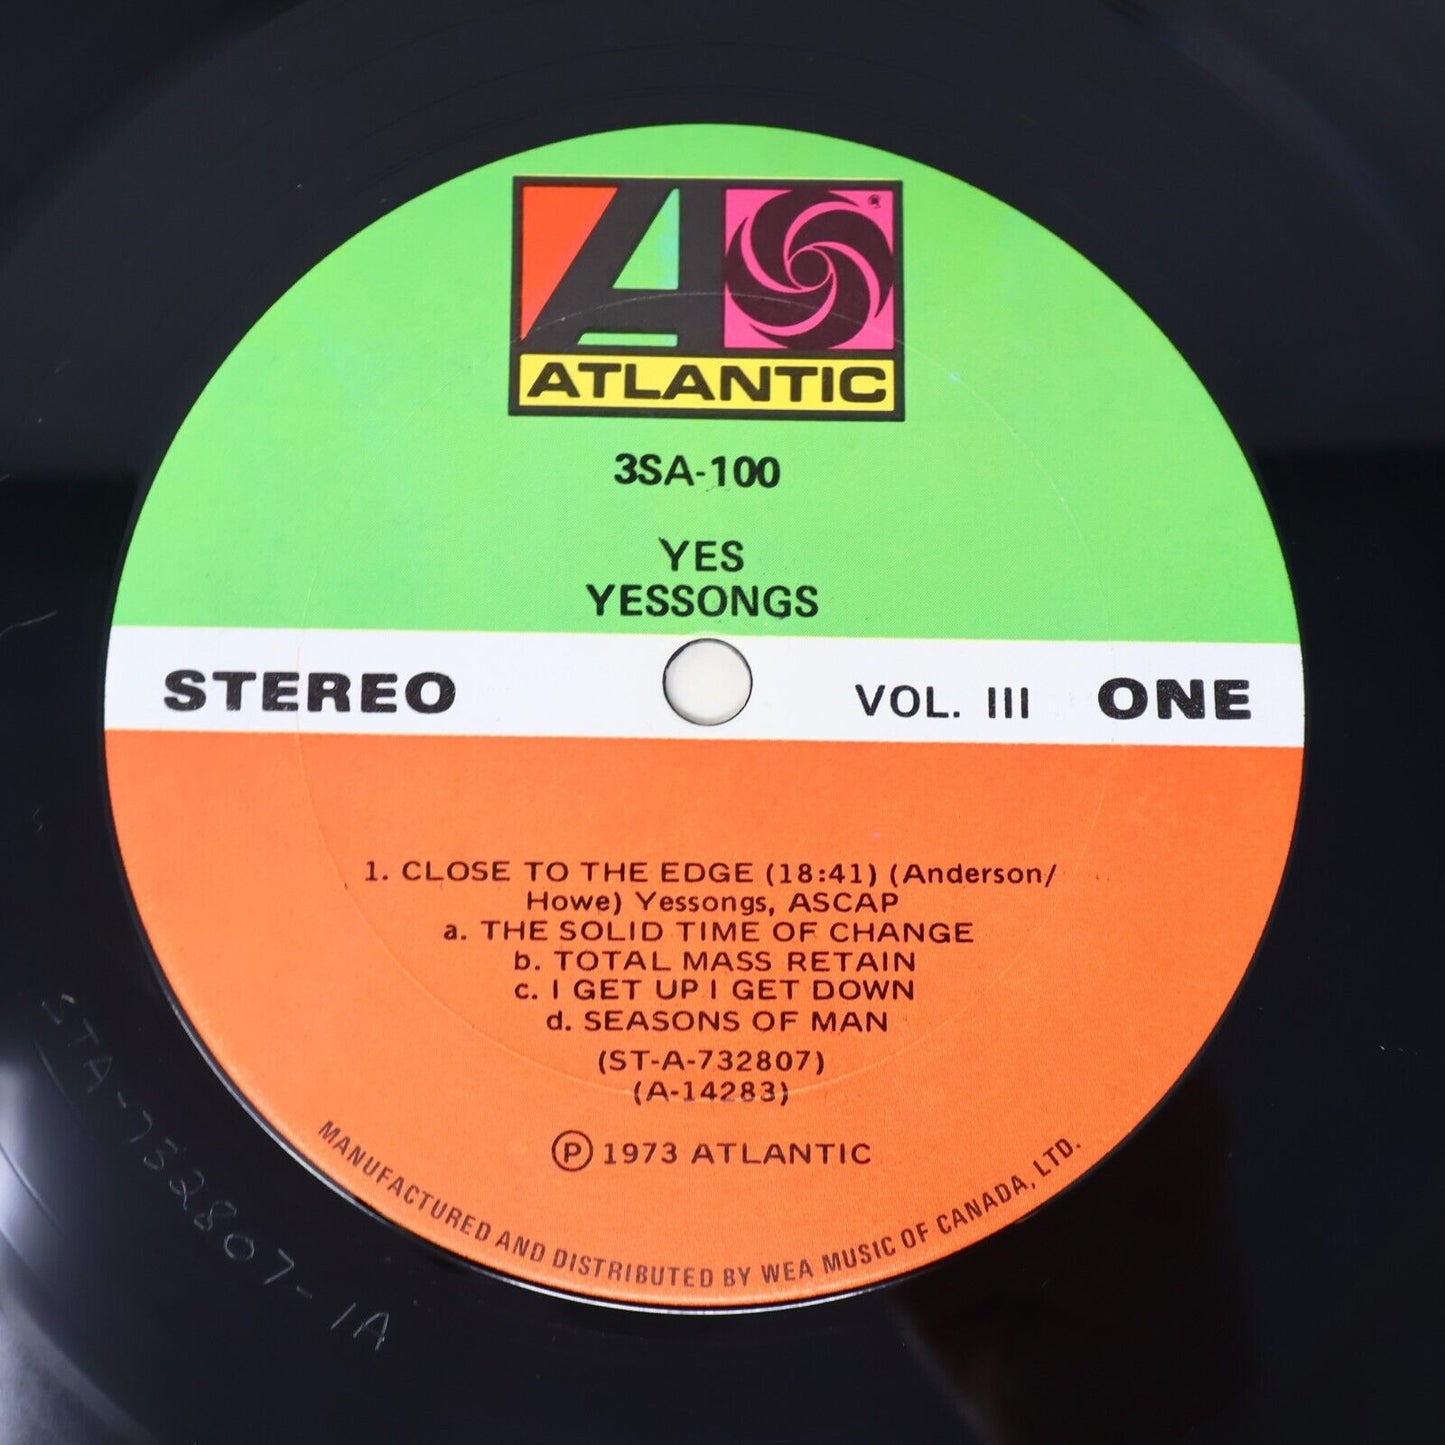 ATLANTIC
3SA-100
YES
YESSONGS
STEREO VOL. III ONE
1. CLOSE TO THE EDGE (18:41) (Anderson/
Howe) Yessongs, ASCAP
a. THE SOLID TIME OF CHANGE
b. TOTAL MASS RETAIN
c. I GET UP I GET DOWN
d. SEASONS OF MAN
(ST-A-732807)
(A-14283)
Ⓟ 1973 ATLANTIC
MANUFACTURED AND DISTRIBUTED BY WEA MUSIC OF CANADA, LTD.
STA-732807-1A